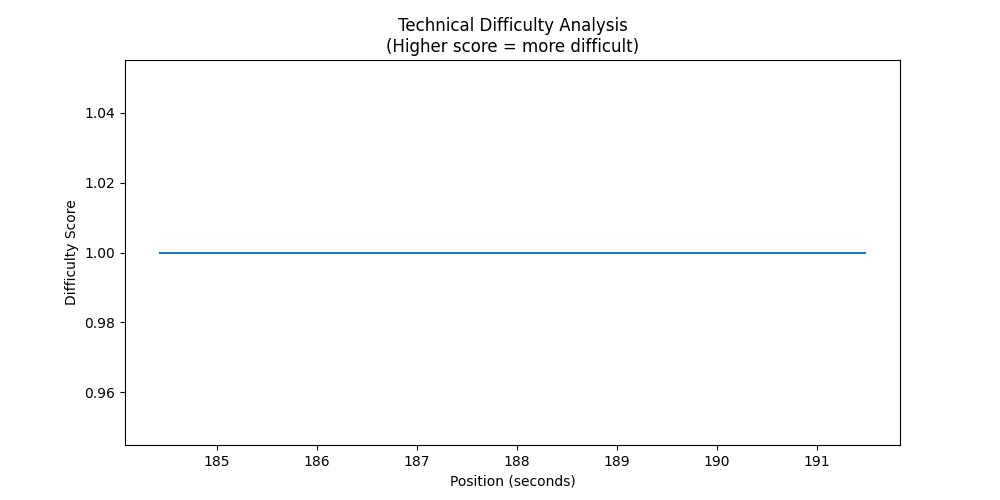 Technical Difficulty Analysis
(Higher score = more difficult)
Difficulty Score
1.04
1.02
1.00
0.98
0.96
185 186 187 188 189 190 191
Position (seconds)